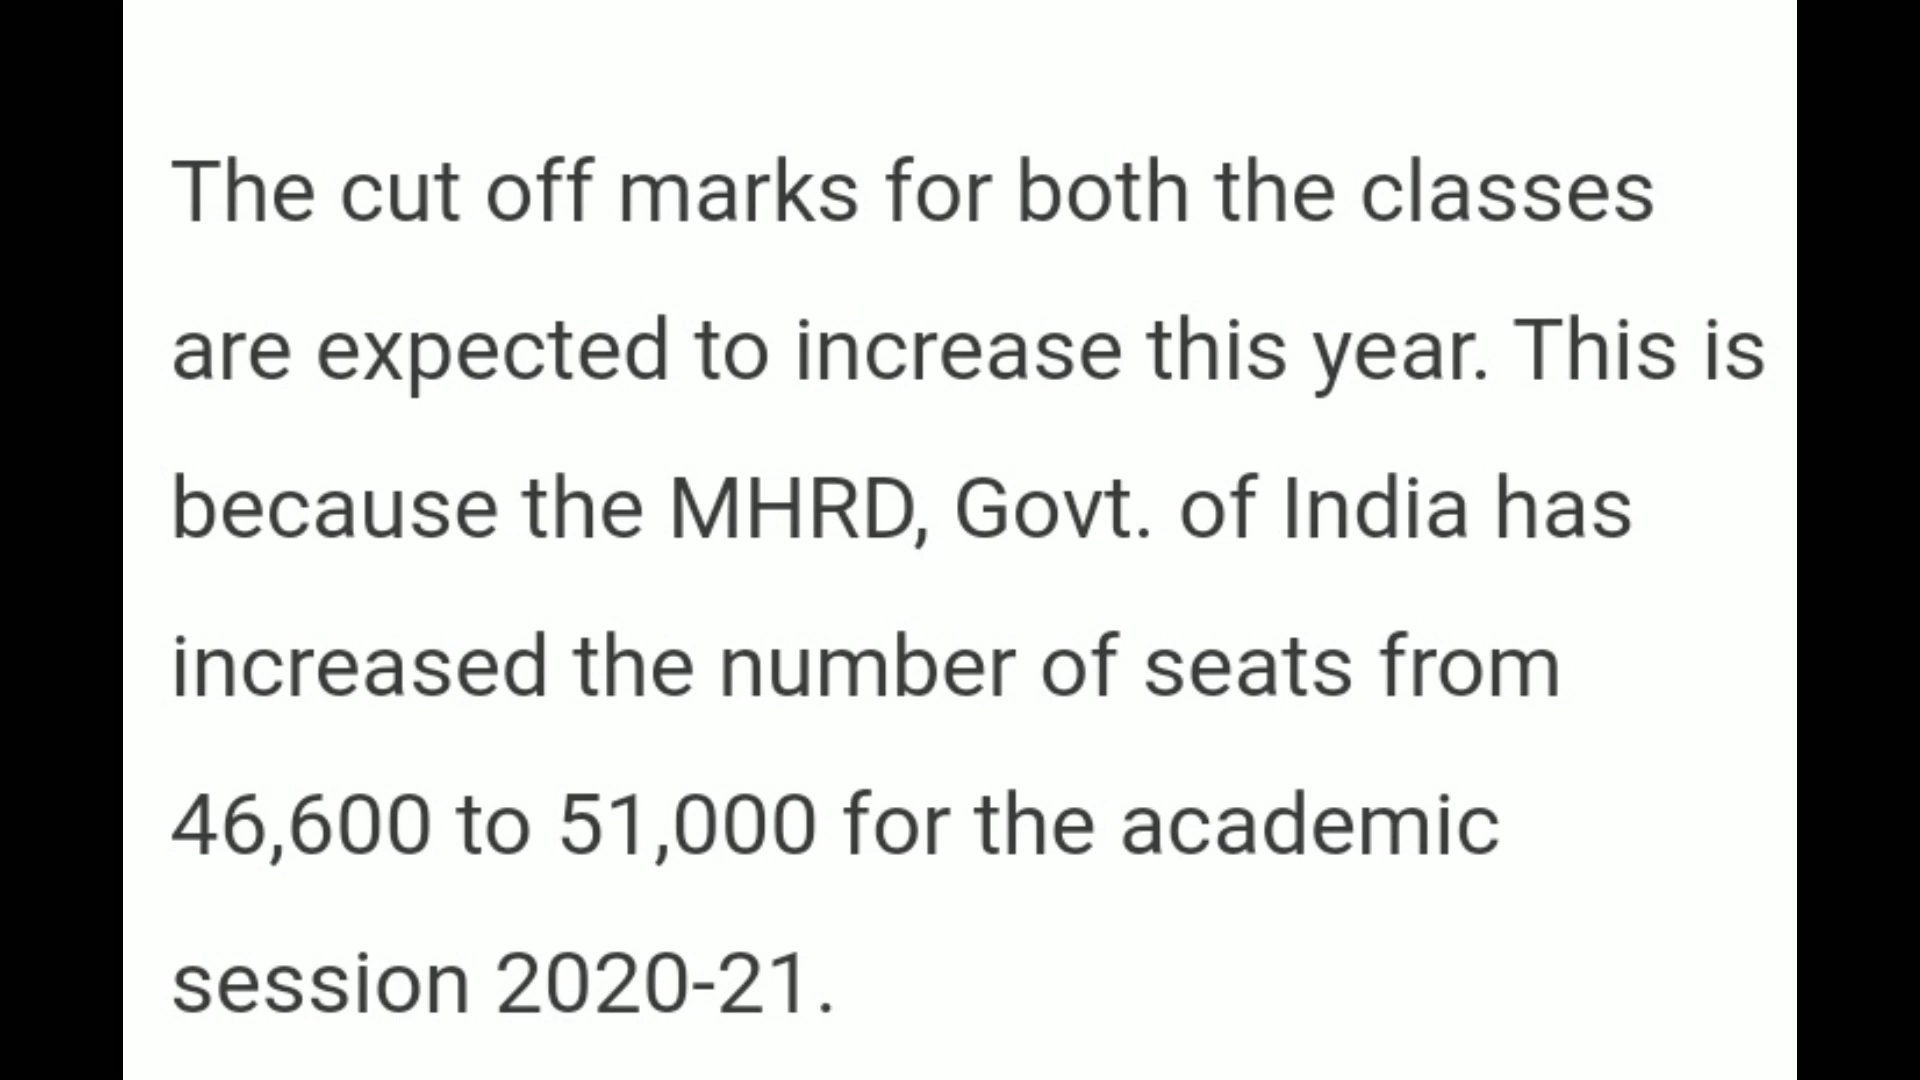 The cut off marks for both the classes
are expected to increase this year. This is
because the MHRD, Govt. of India has
increased the number of seats from
46,600 to 51,000 for the academic
session 2020-21.